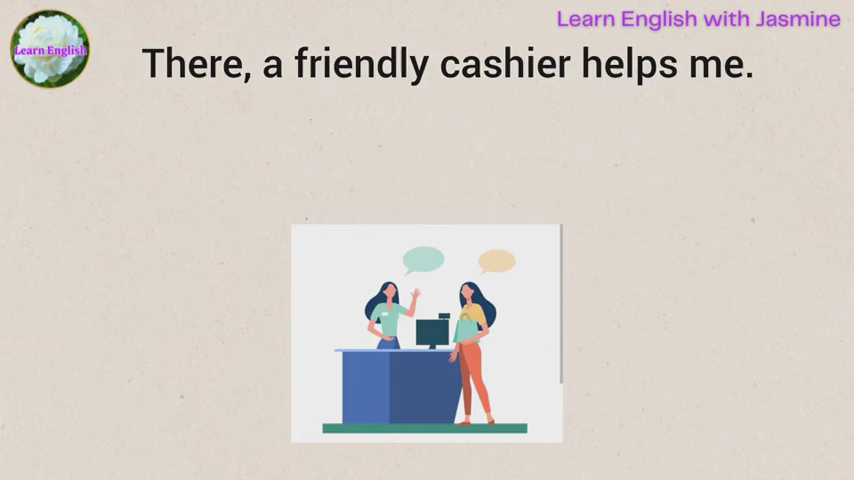 Learn English with Jasmine
Learn English
There, a friendly cashier helps me.